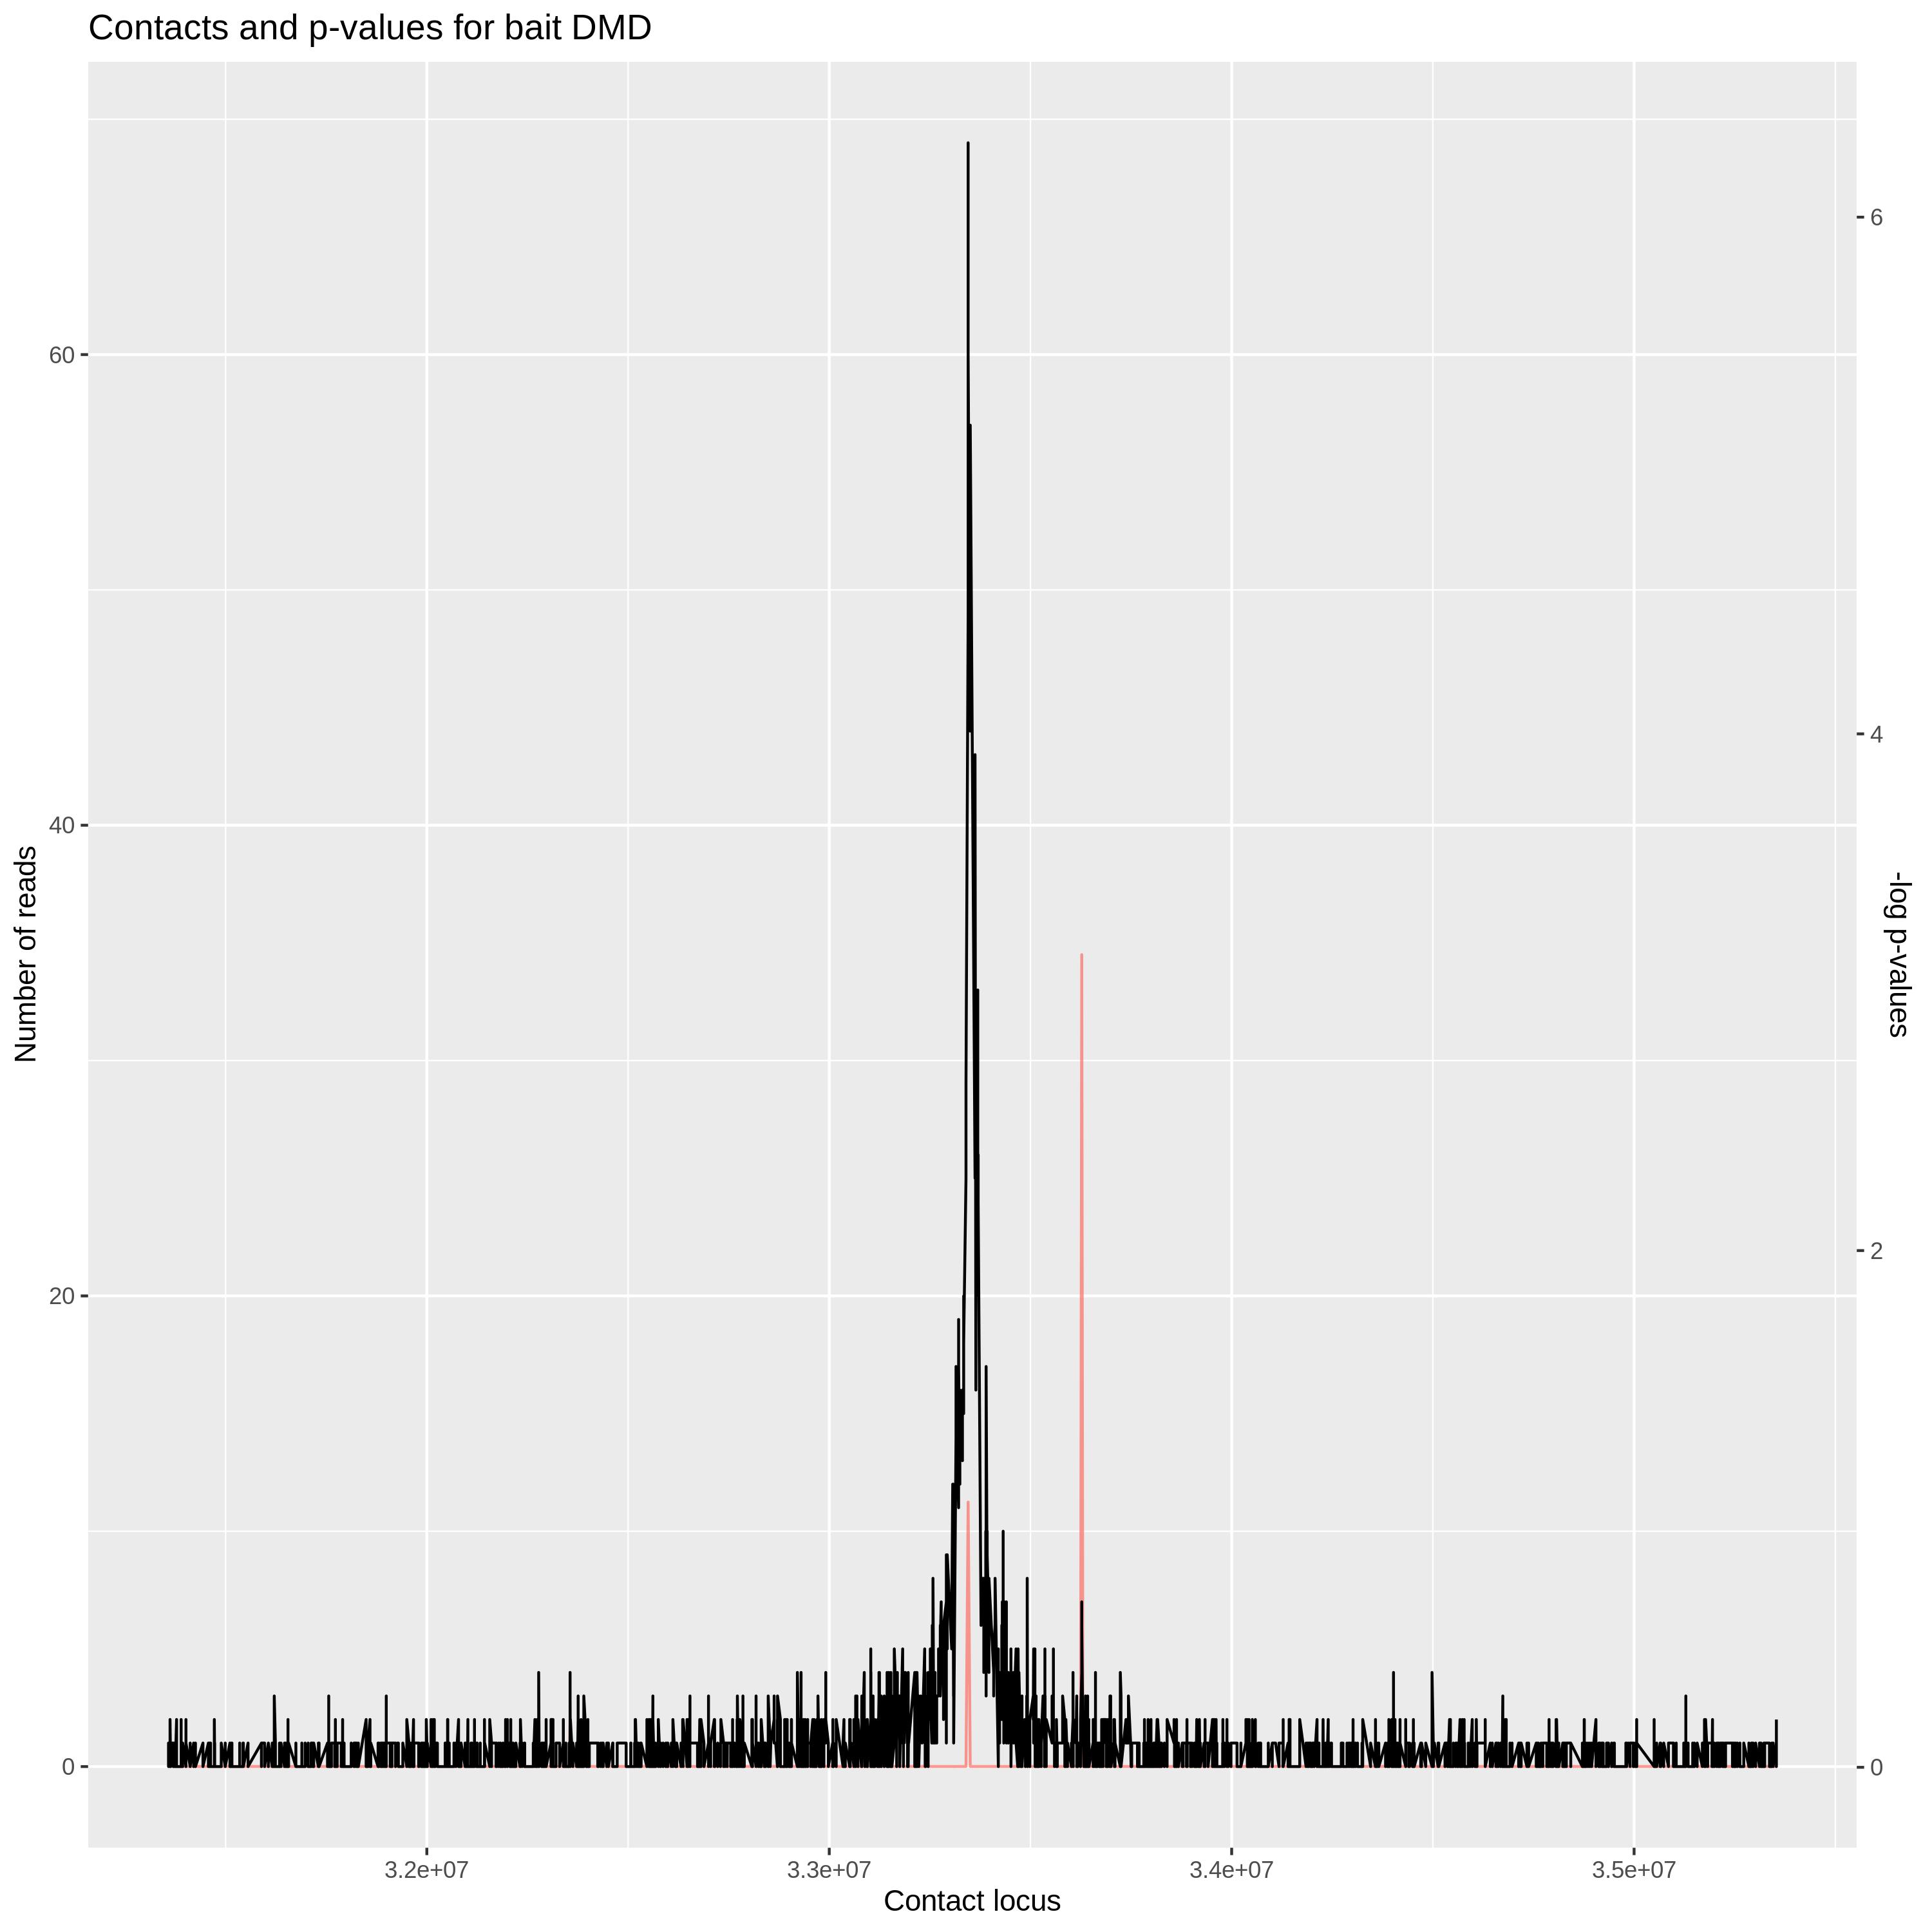 Contacts and p-values for bait DMD
60
40
20
0
6
4
2
0
Number of reads
-log p-values
3.2e+07
3.3e+07
3.4e+07
3.5e+07
Contact locus